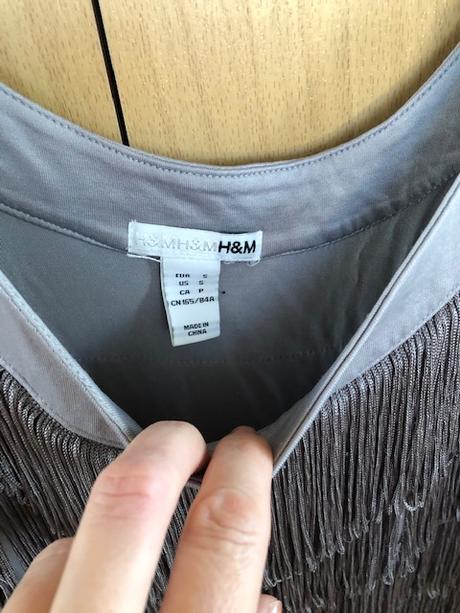 H&MH&MH&M
EUR S
US S
CA P
CN 165/84A
MADE IN
CHINA